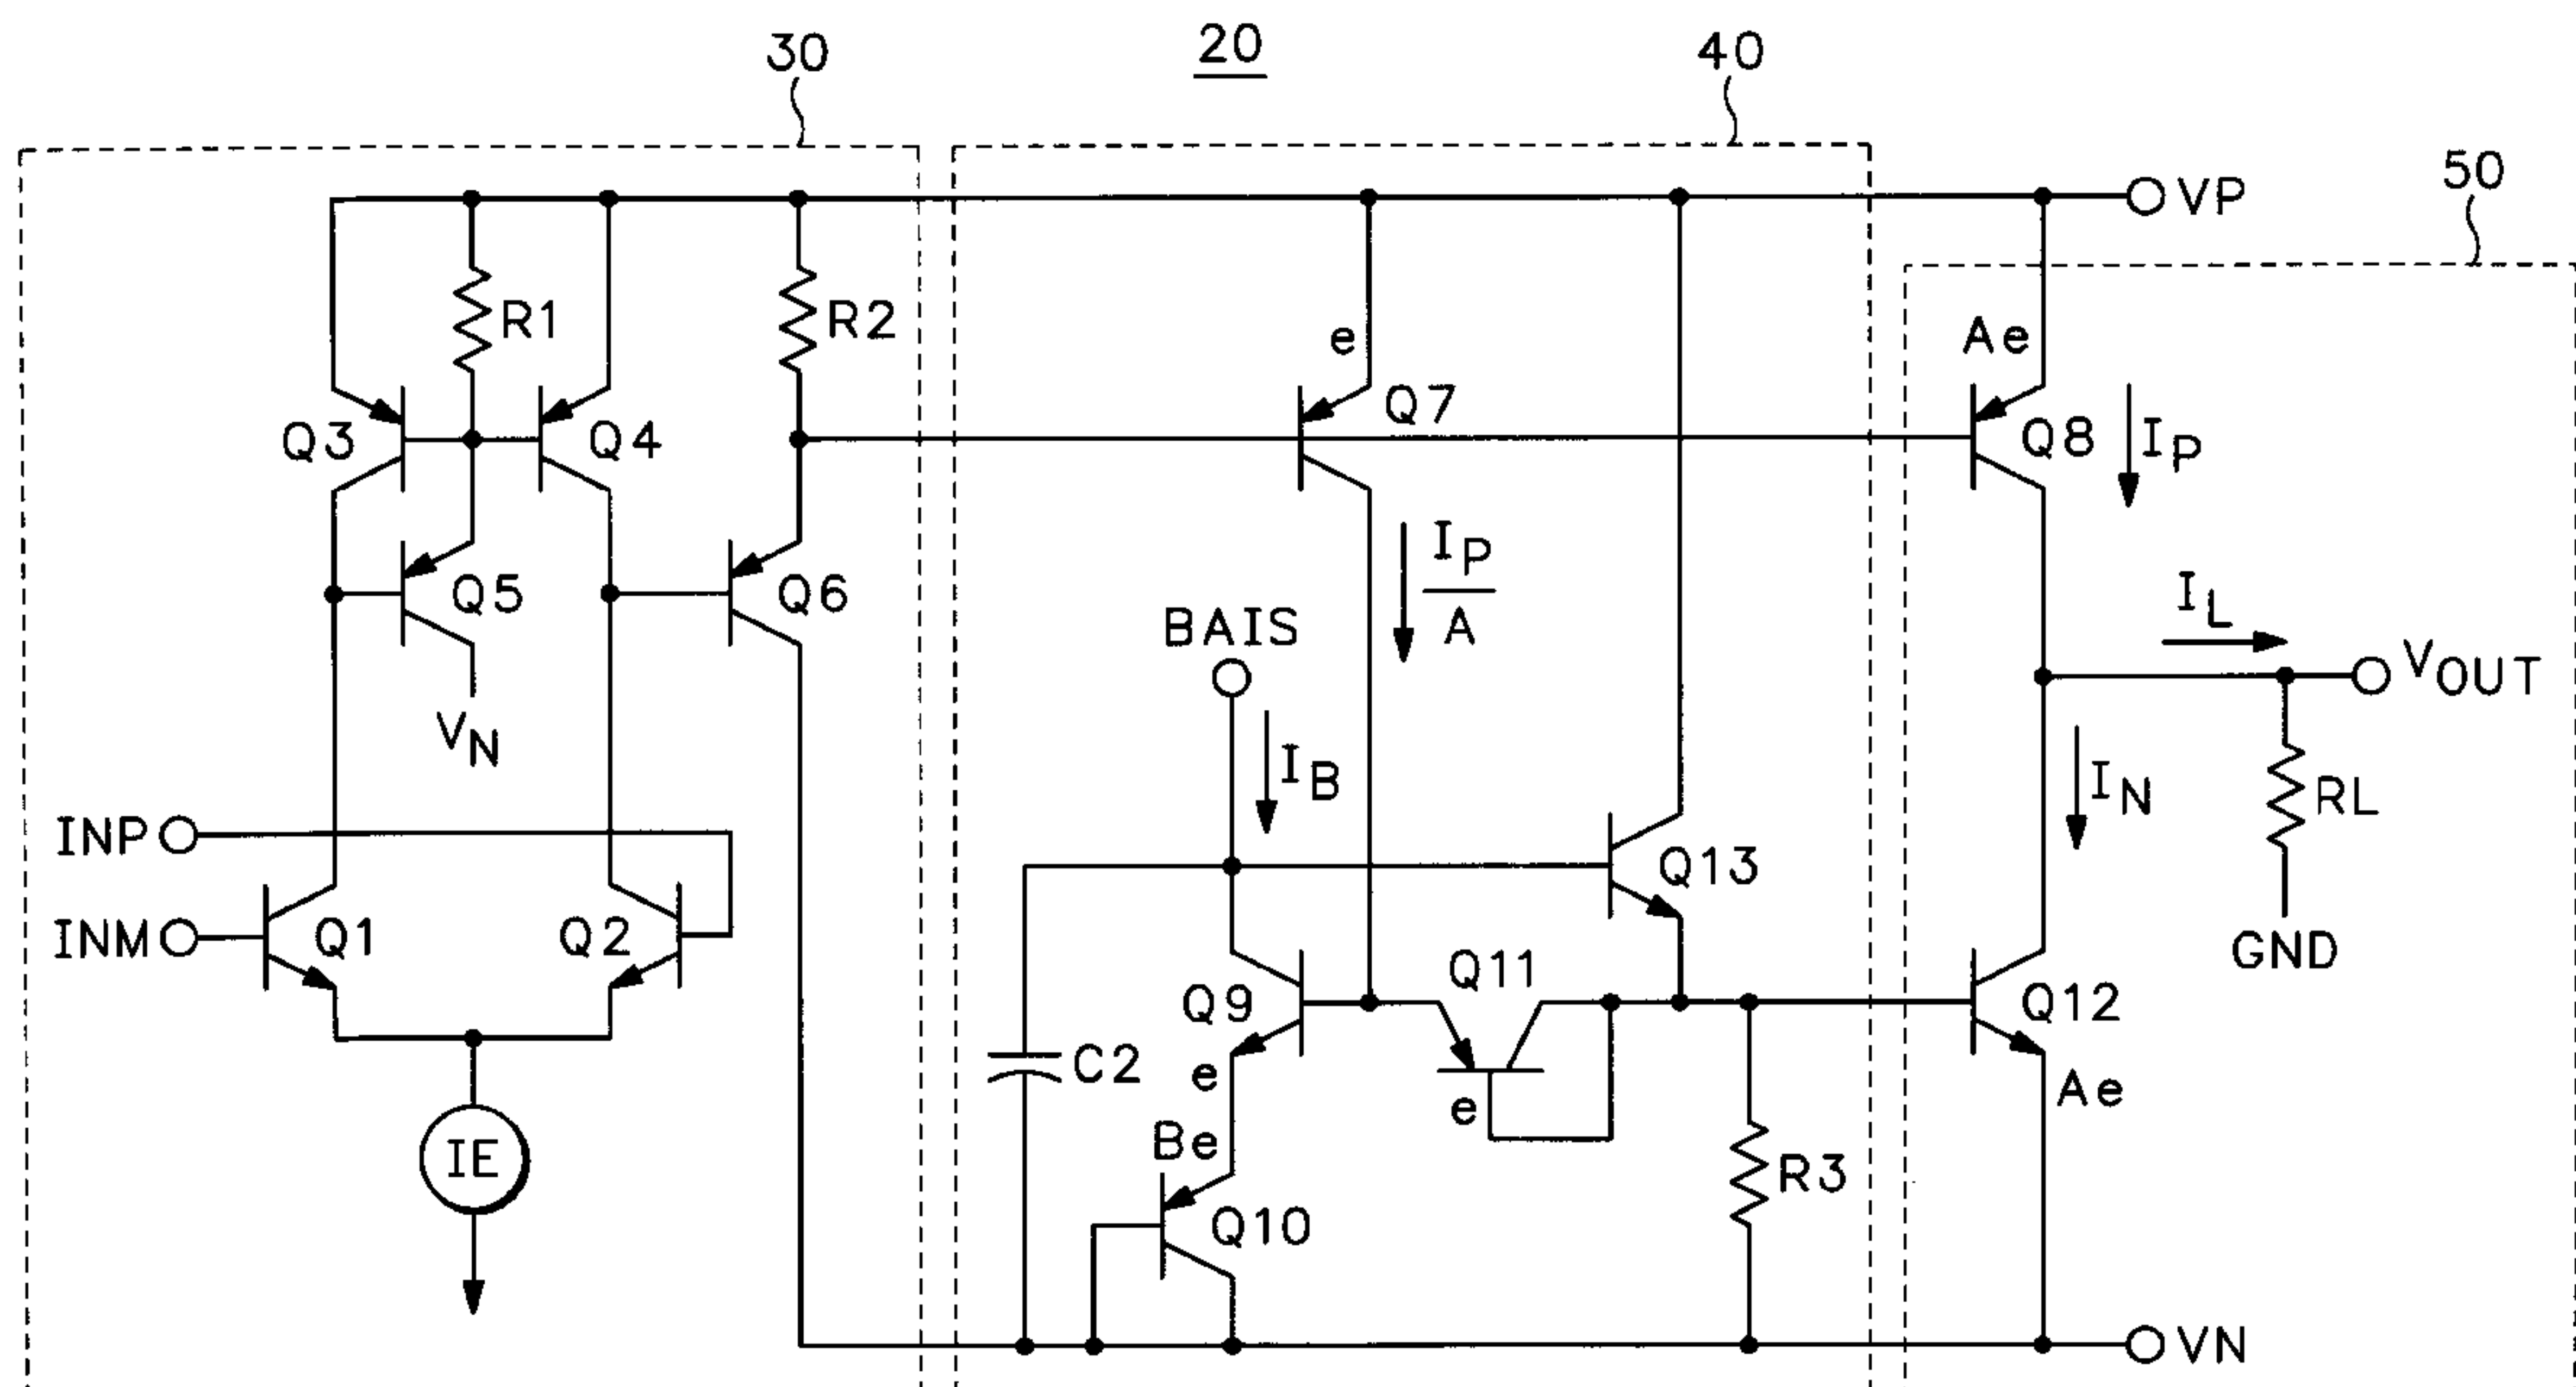 30
20
40
50
VP
R1
R2
e
Ae
Q3
Q4
Q7
Q8
IP
IP
A
Q5
Q6
BAIS
IL
VOUT
VN
IB
IN
RL
INP
Q13
INM
Q1
Q2
Q11
GND
Q9
Q12
C2
e
e
Ae
Be
IE
R3
Q10
VN